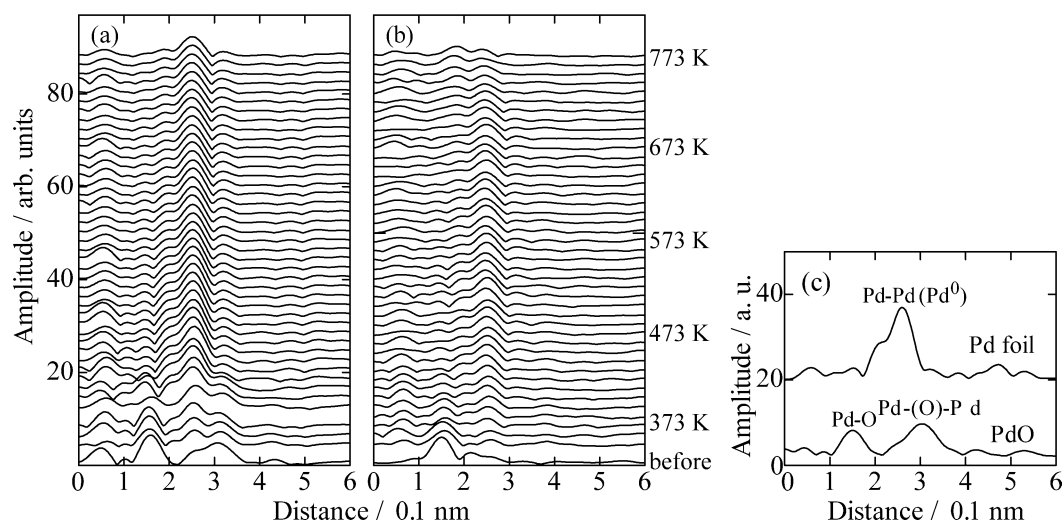 (a)
(b)
773 K
80
673 K
60
Amplitude / arb. units
573 K
40
473 K
20
373 K
before
0 1 2 3 4 5 6
0 1 2 3 4 5 6
Distance / 0.1 nm
Distance / 0.1 nm
(c)
40
Pd-Pd (Pd⁰)
Pd foil
20
Amplitude / a. u.
Pd-O
Pd-(O)-P d
PdO
0
0 1 2 3 4 5 6
Distance / 0.1 nm